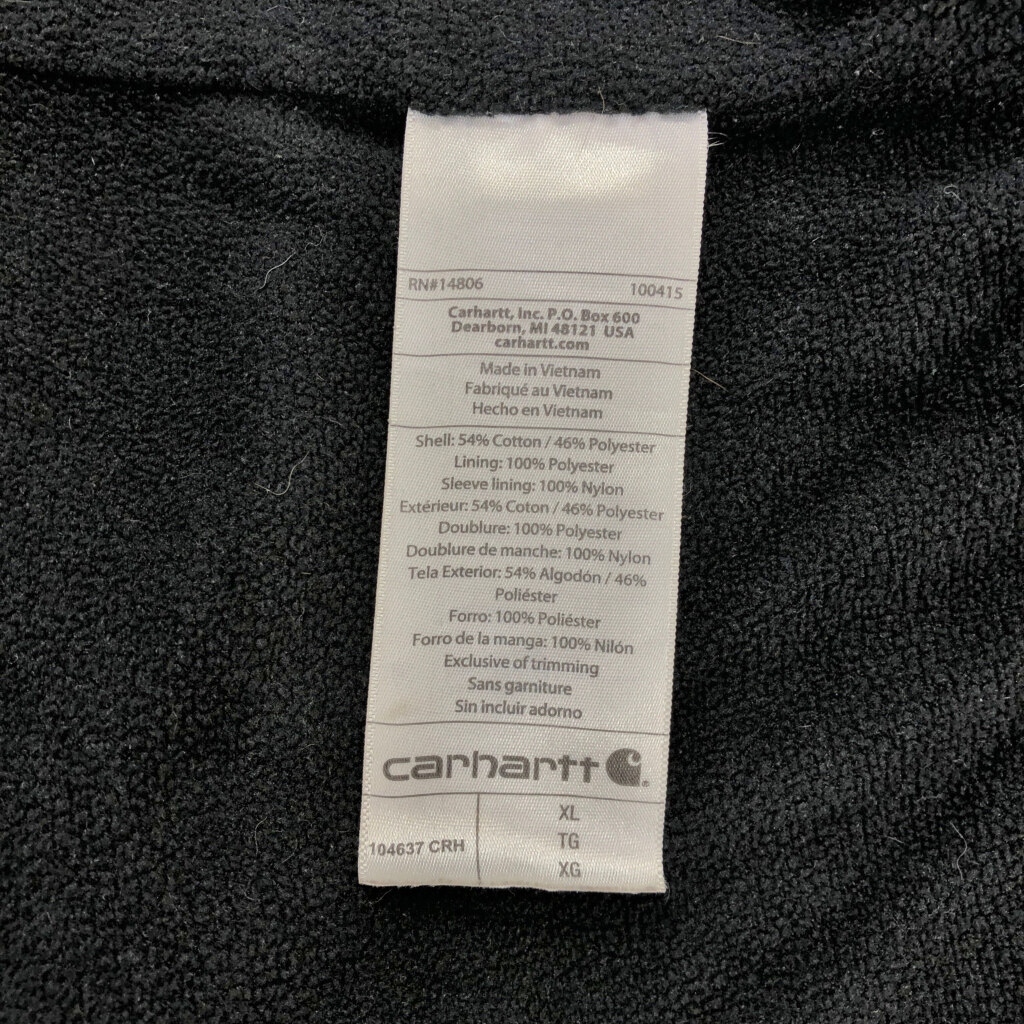 RN#14806 100415
Carhartt, Inc. P.O. Box 600
Dearborn, MI 48121 USA
carhartt.com
Made in Vietnam
Fabriqué au Vietnam
Hecho en Vietnam
Shell: 54% Cotton / 46% Polyester
Lining: 100% Polyester
Sleeve lining: 100% Nylon
Extérieur: 54% Coton / 46% Polyester
Doublure: 100% Polyester
Doublure de manche: 100% Nylon
Tela Exterior: 54% Algodón / 46%
Poliéster
Forro: 100% Poliéster
Forro de la manga: 100% Nilón
Exclusive of trimming
Sans garniture
Sin incluir adorno
carhartt
XL
TG
104637 CRH
XG